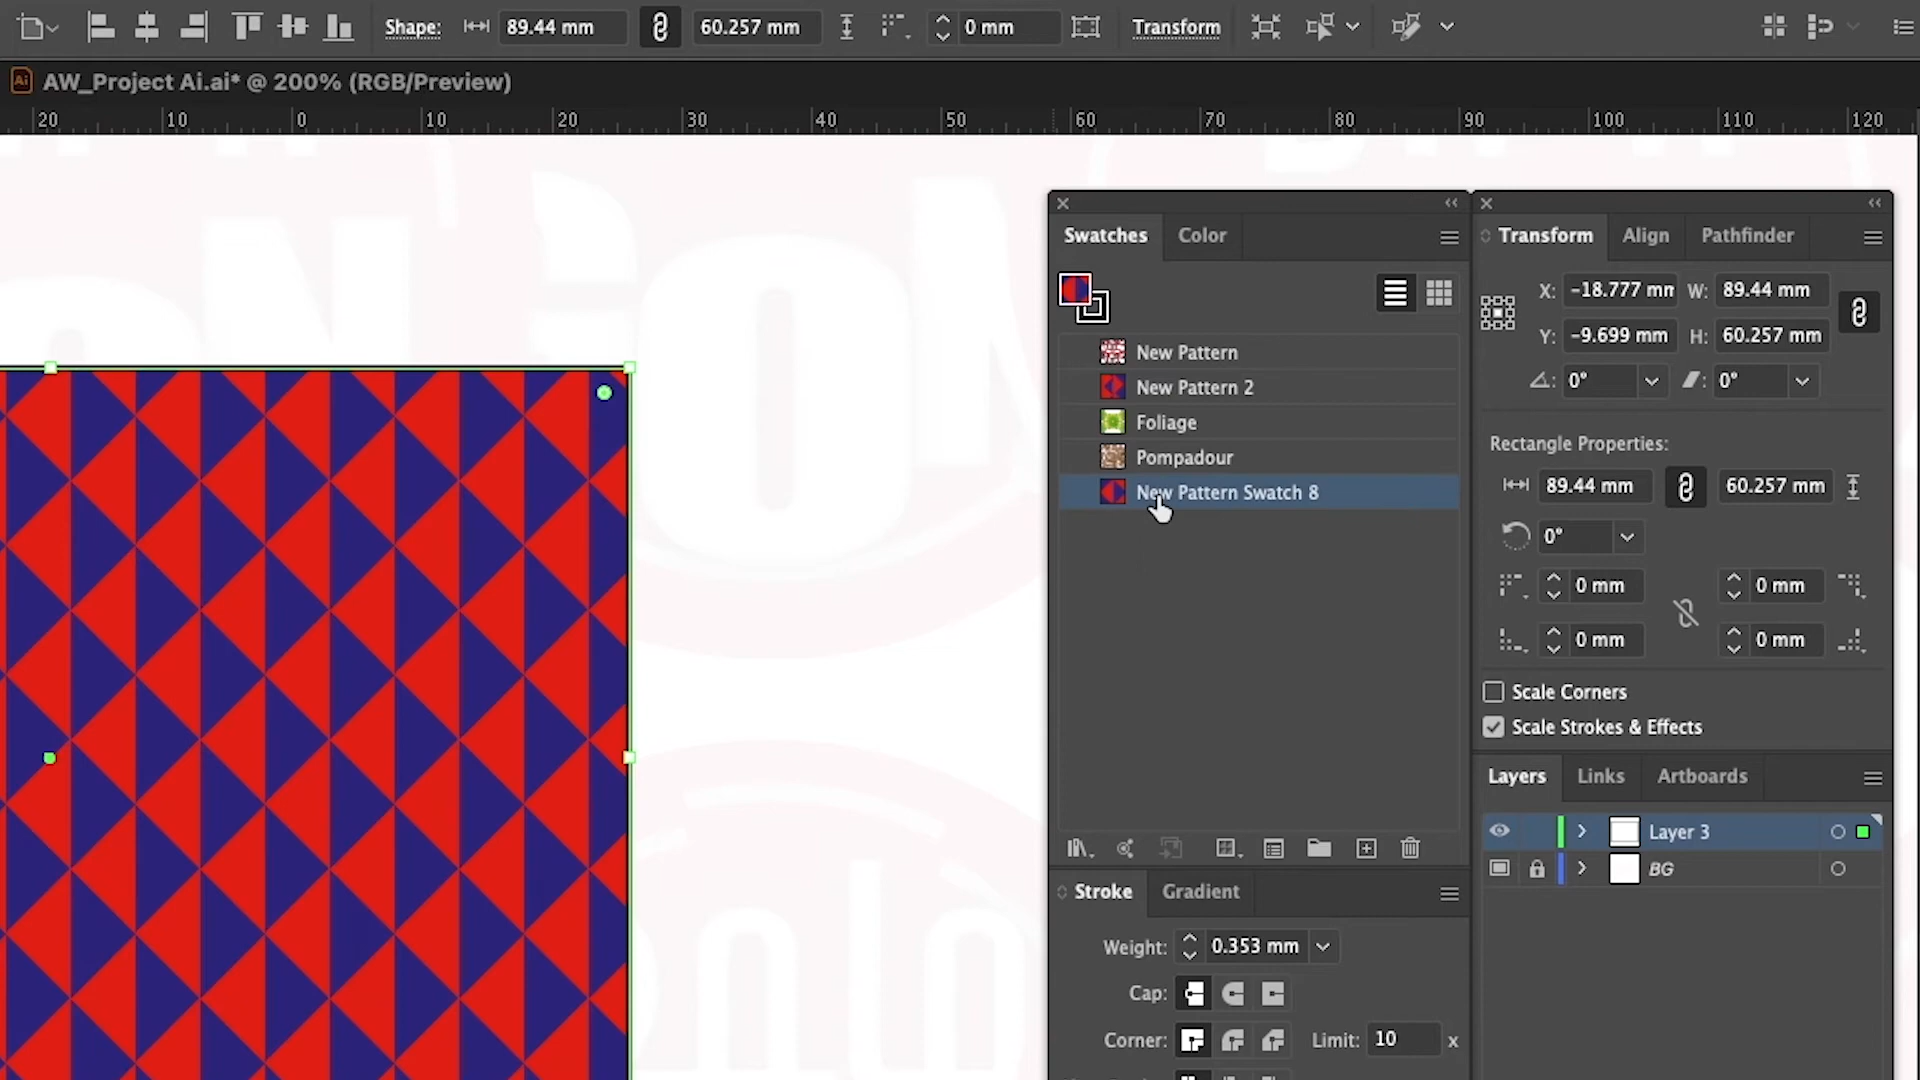 Shape: 89.44 mm 60.257 mm 0 mm Transform
Ai AW_Project Ai.ai* @ 200% (RGB/Preview)
20 10 0 10 20 30 40 50 60 70 80 90 100 110 120
Swatches Color
New Pattern
New Pattern 2
Foliage
Pompadour
New Pattern Swatch 8
Stroke Gradient
Weight: 0.353 mm
Cap:
Corner: Limit: 10 x
Transform Align Pathfinder
X: -18.777 mm W: 89.44 mm
Y: -9.699 mm H: 60.257 mm
0° 0°
Rectangle Properties:
89.44 mm 60.257 mm
0°
0 mm 0 mm
0 mm 0 mm
Scale Corners
Scale Strokes & Effects
Layers Links Artboards
Layer 3
BG